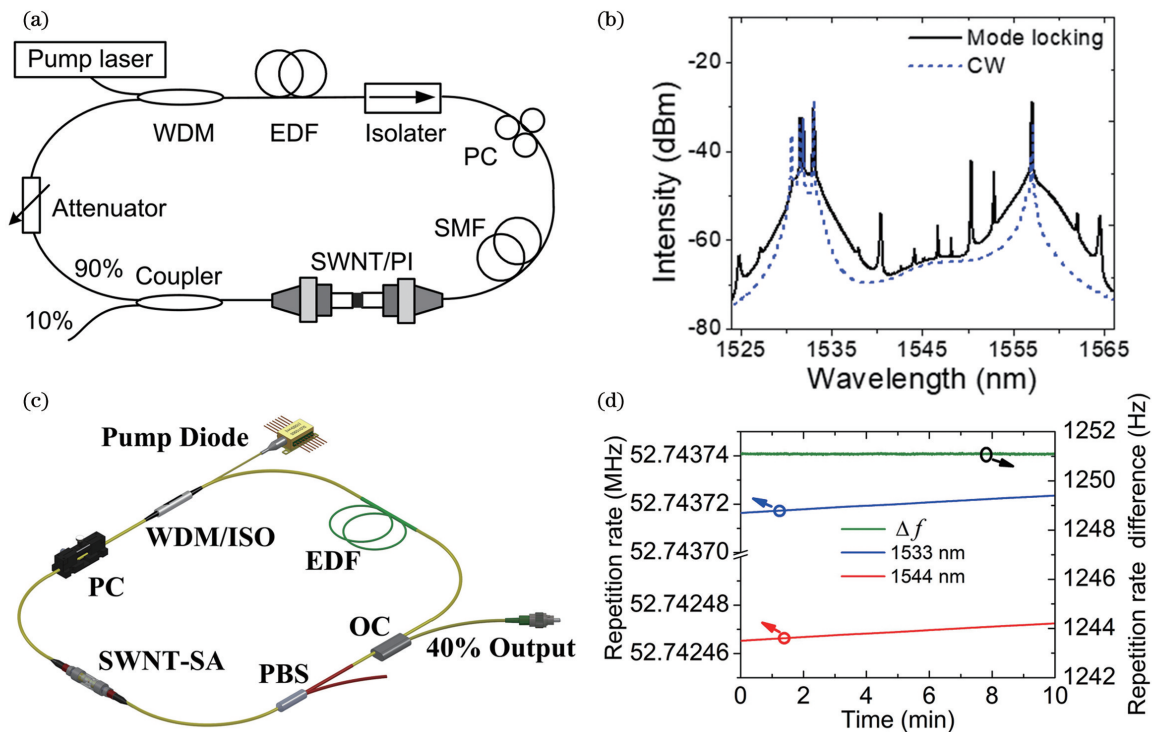 (a)
Pump laser
WDM
EDF
Isolater
PC
Attenuator
SMF
90%
Coupler
SWNT/PI
10%
(b)
Mode locking
CW
Intensity (dBm)
-20
-40
-60
-80
1525
1535
1545
1555
1565
Wavelength (nm)
(c)
Pump Diode
WDM/ISO
EDF
PC
OC
40% Output
SWNT-SA
PBS
(d)
Repetition rate (MHz)
52.74374
52.74372
52.74370
52.74248
52.74246
Δf
1533 nm
1544 nm
1252
1250
1248
1246
1244
1242
Repetition rate difference (Hz)
0
2
4
6
8
10
Time (min)